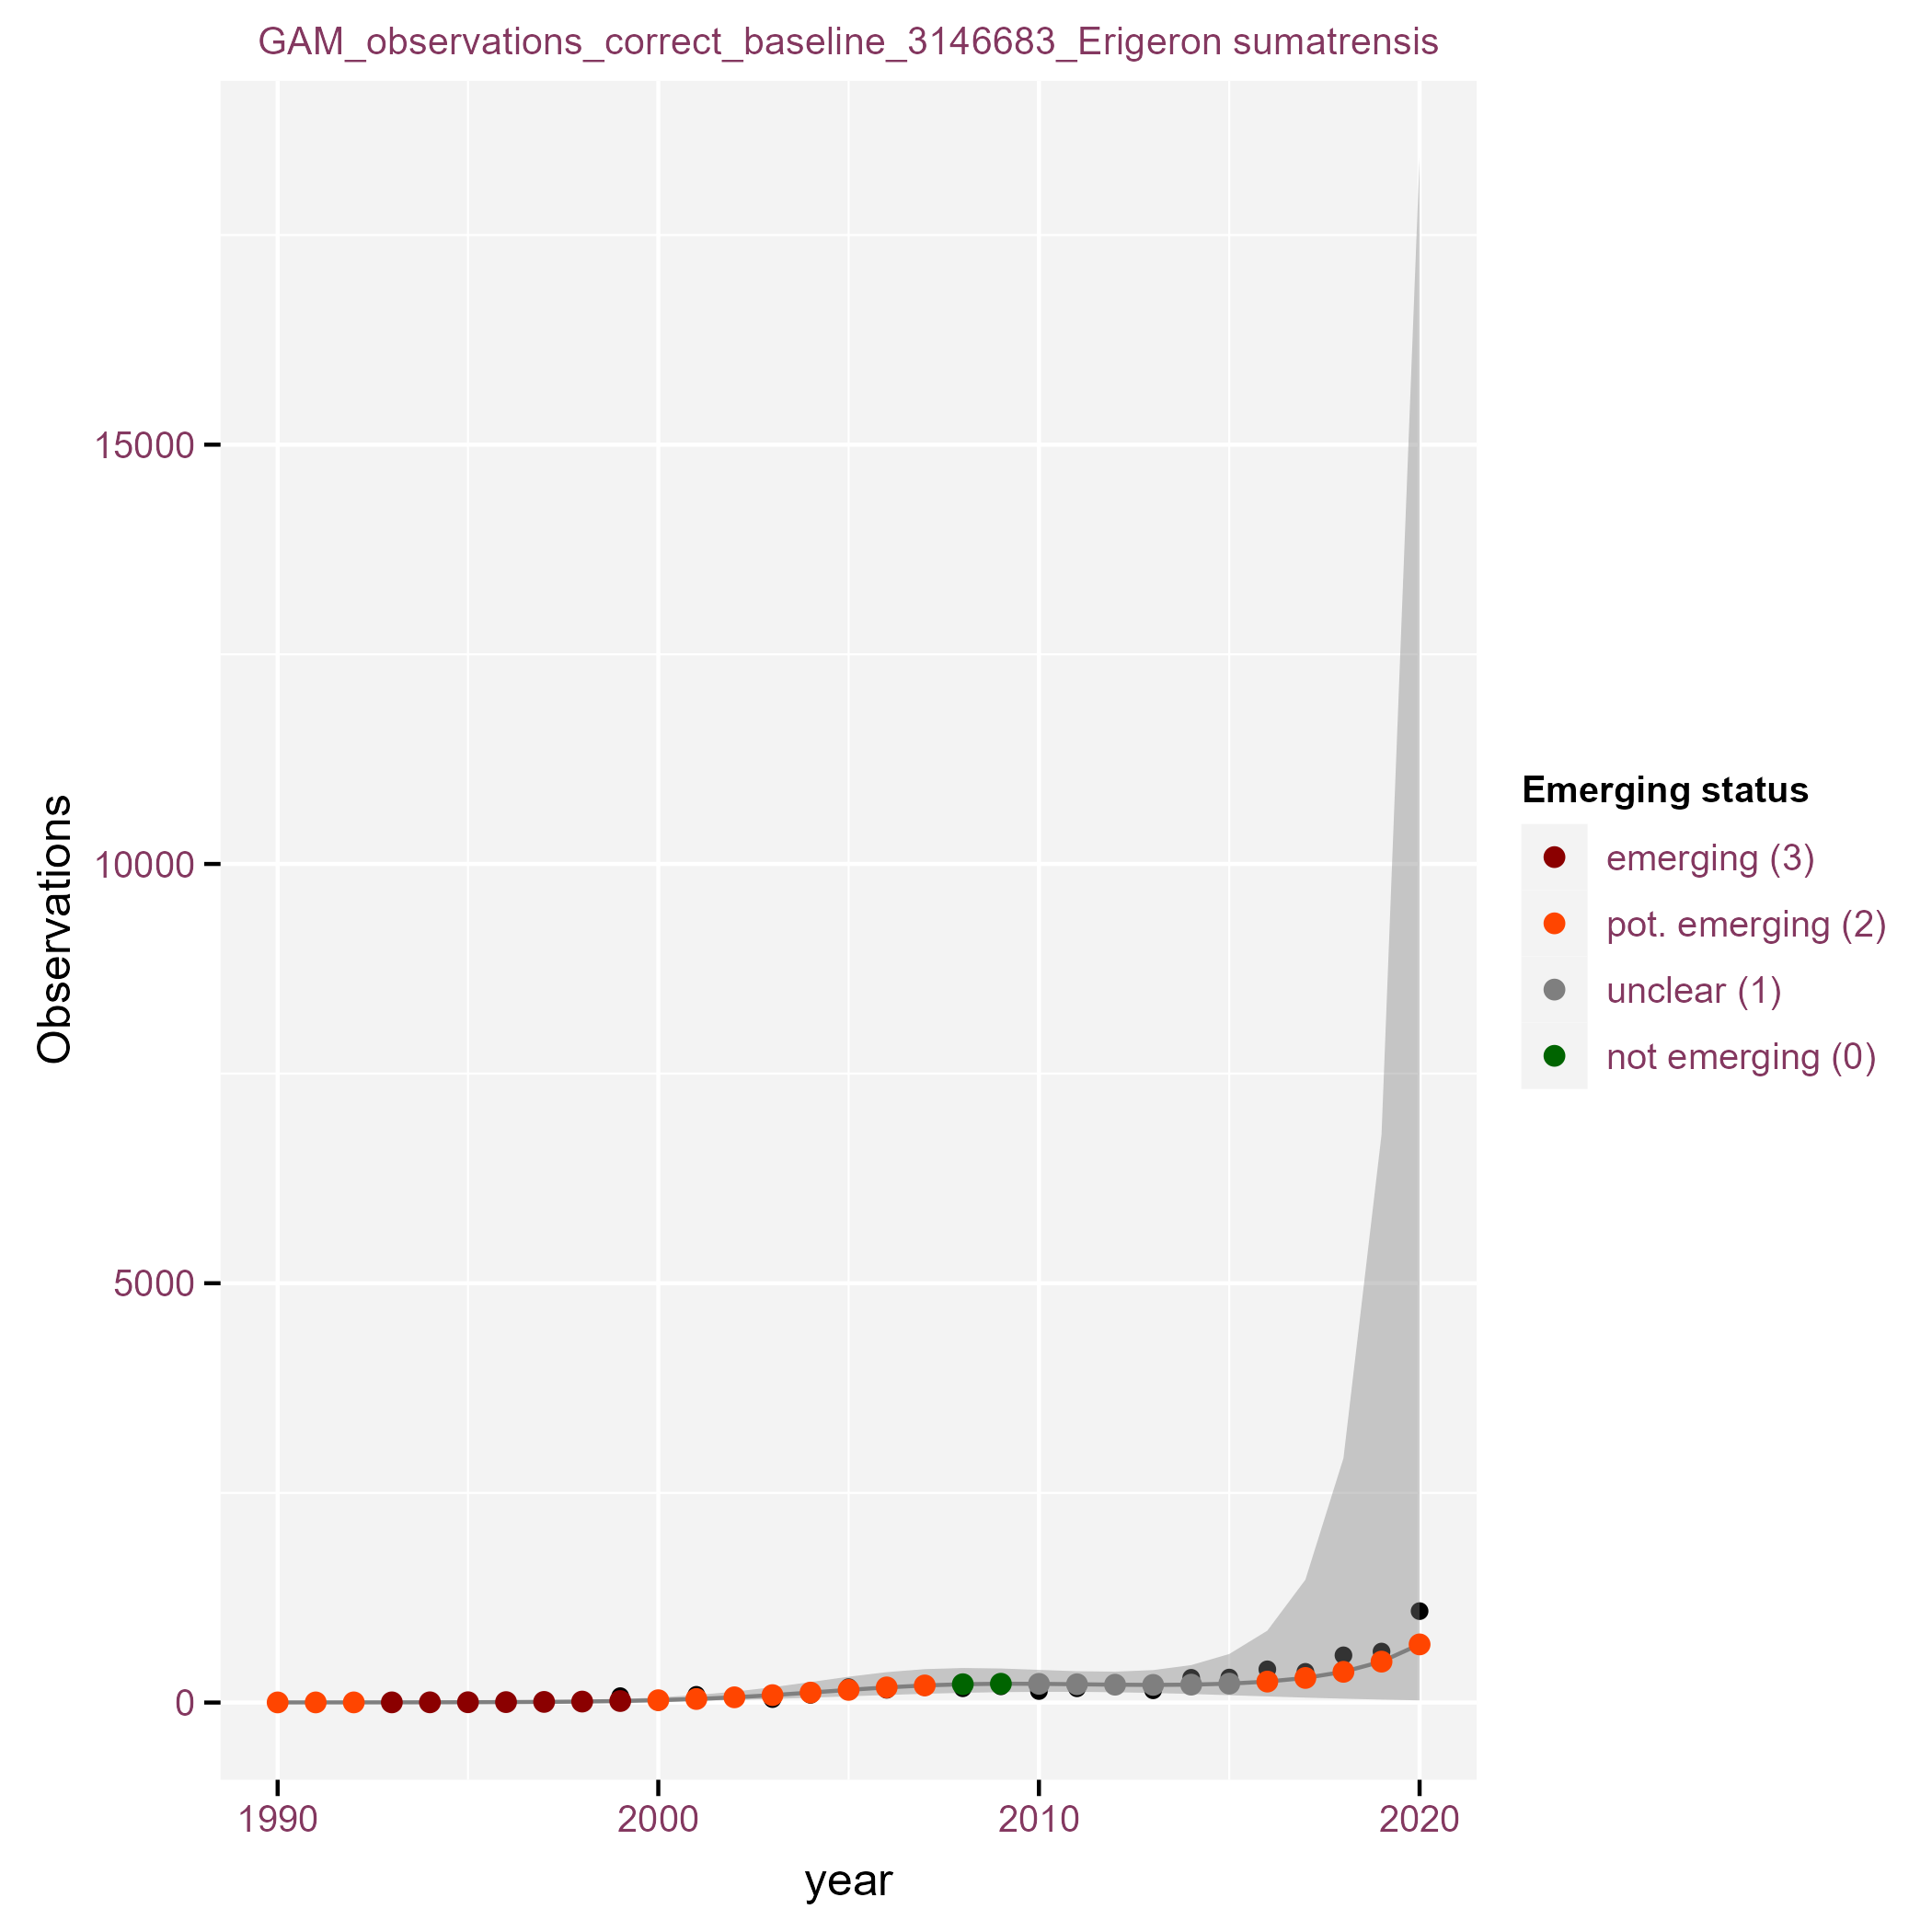 GAM_observations_correct_baseline_3146683_Erigeron sumatrensis
Observations
15000
10000
5000
0
1990
2000
2010
2020
year
Emerging status
emerging (3)
pot. emerging (2)
unclear (1)
not emerging (0)